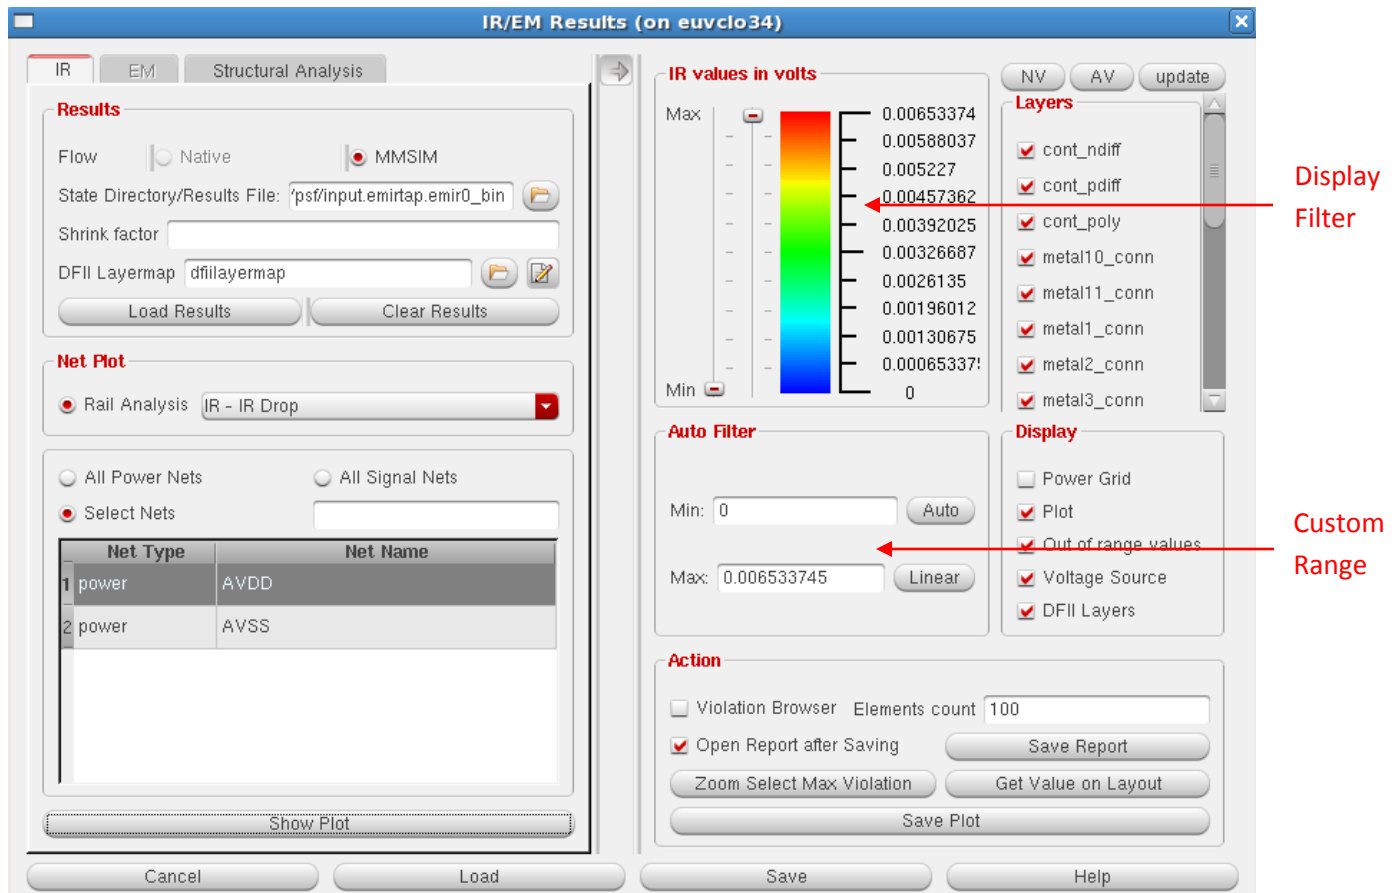 IR/EM Results (on euvclo34)
IR
EM
Structural Analysis
Results
Flow
Native
MMSIM
State Directory/Results File:
'psf/input.emirtap.emir0_bin
Shrink factor
DFII Layermap
dfiilayermap
Load Results
Clear Results
Net Plot
Rail Analysis
IR - IR Drop
All Power Nets
All Signal Nets
Select Nets
Net Type
Net Name
1 power
AVDD
2 power
AVSS
Show Plot
IR values in volts
Max
Min
0.00653374
0.00588037
0.005227
0.00457362
0.00392025
0.00326687
0.0026135
0.00196012
0.00130675
0.00065337
0
NV
AV
update
Layers
cont_ndiff
cont_pdiff
cont_poly
metal10_conn
metal11_conn
metal1_conn
metal2_conn
metal3_conn
Auto Filter
Min:
0
Auto
Max:
0.006533745
Linear
Display
Power Grid
Plot
Out of range values
Voltage Source
DFII Layers
Action
Violation Browser
Elements count
100
Open Report after Saving
Save Report
Zoom Select Max Violation
Get Value on Layout
Save Plot
Cancel
Load
Save
Help
Display
Filter
Custom
Range